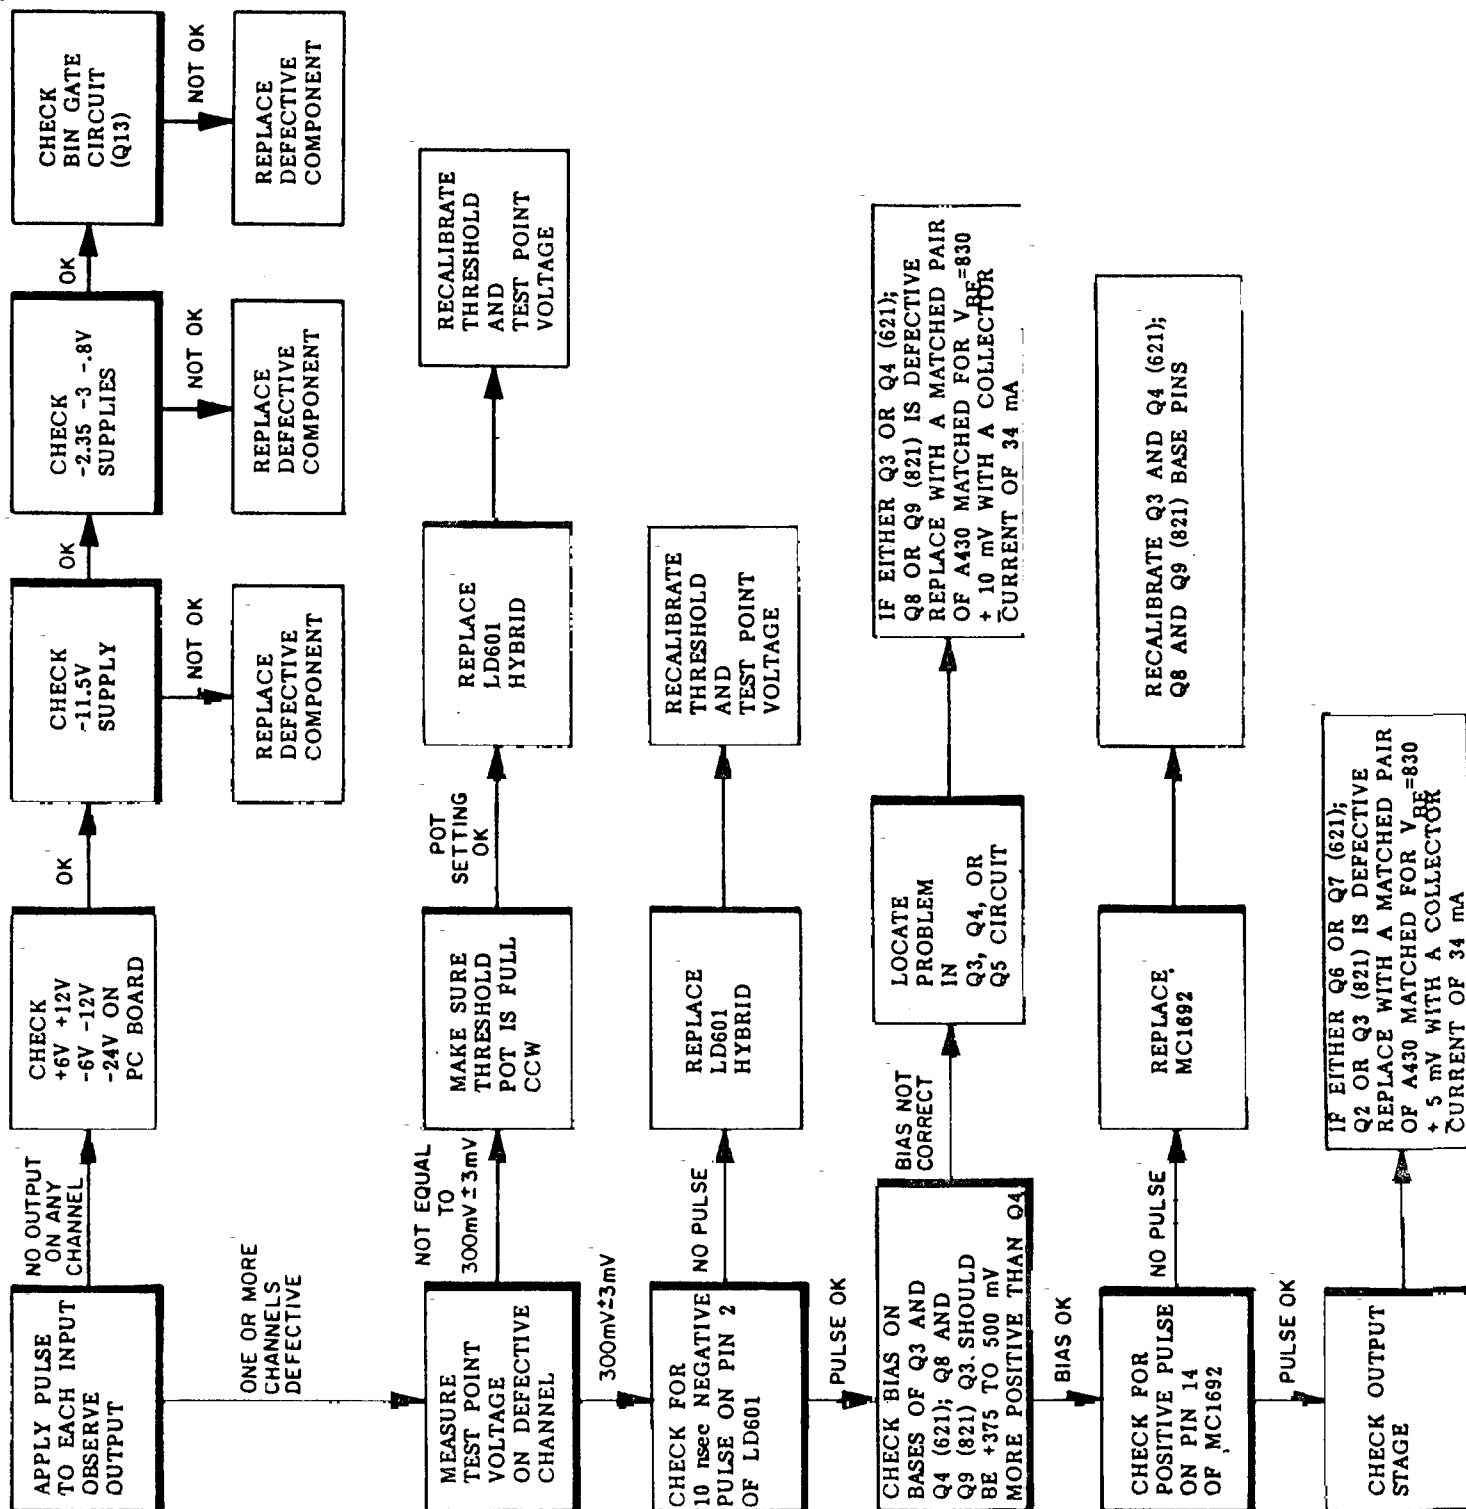 APPLY PULSE
TO EACH INPUT
OBSERVE
OUTPUT
NO OUTPUT
ON ANY
CHANNEL
CHECK
+6V +12V
-6V -12V
-24V ON
PC BOARD
OK
CHECK
-11.5V
SUPPLY
OK
CHECK
-2.35 -3 -.8V
SUPPLIES
OK
CHECK
BIN GATE
CIRCUIT
(Q13)
NOT OK
REPLACE
DEFECTIVE
COMPONENT
NOT OK
REPLACE
DEFECTIVE
COMPONENT
NOT OK
REPLACE
DEFECTIVE
COMPONENT
ONE OR MORE
CHANNELS
DEFECTIVE
MEASURE
TEST POINT
VOLTAGE
ON DEFECTIVE
CHANNEL
NOT EQUAL
TO
300mV±3mV
MAKE SURE
THRESHOLD
POT IS FULL
CCW
POT
SETTING
OK
REPLACE
LD601
HYBRID
RECALIBRATE
THRESHOLD
AND
TEST POINT
VOLTAGE
300mV±3mV
CHECK FOR
10 nsec NEGATIVE
PULSE ON PIN 2
OF LD601
NO PULSE
REPLACE
LD601
HYBRID
RECALIBRATE
THRESHOLD
AND
TEST POINT
VOLTAGE
PULSE OK
CHECK BIAS ON
BASES OF Q3 AND
Q4 (621); Q8 AND
Q9 (821) Q3 SHOULD
BE +375 TO 500 mV
MORE POSITIVE THAN Q4
BIAS NOT
CORRECT
LOCATE
PROBLEM
IN
Q3, Q4, OR
Q5 CIRCUIT
IF EITHER Q3 OR Q4 (621);
Q8 OR Q9 (821) IS DEFECTIVE
REPLACE WITH A MATCHED PAIR
OF A430 MATCHED FOR VBE=830
± 10 mV WITH A COLLECTOR
CURRENT OF 34 mA
BIAS OK
CHECK FOR
POSITIVE PULSE
ON PIN 14
OF MC1692
NO PULSE
REPLACE
MC1692
RECALIBRATE Q3 AND Q4 (621);
Q8 AND Q9 (821) BASE PINS
PULSE OK
CHECK OUTPUT
STAGE
IF EITHER Q6 OR Q7 (621);
Q2 OR Q3 (821) IS DEFECTIVE
REPLACE WITH A MATCHED PAIR
OF A430 MATCHED FOR VBE=830
± 5 mV WITH A COLLECTOR
CURRENT OF 34 mA